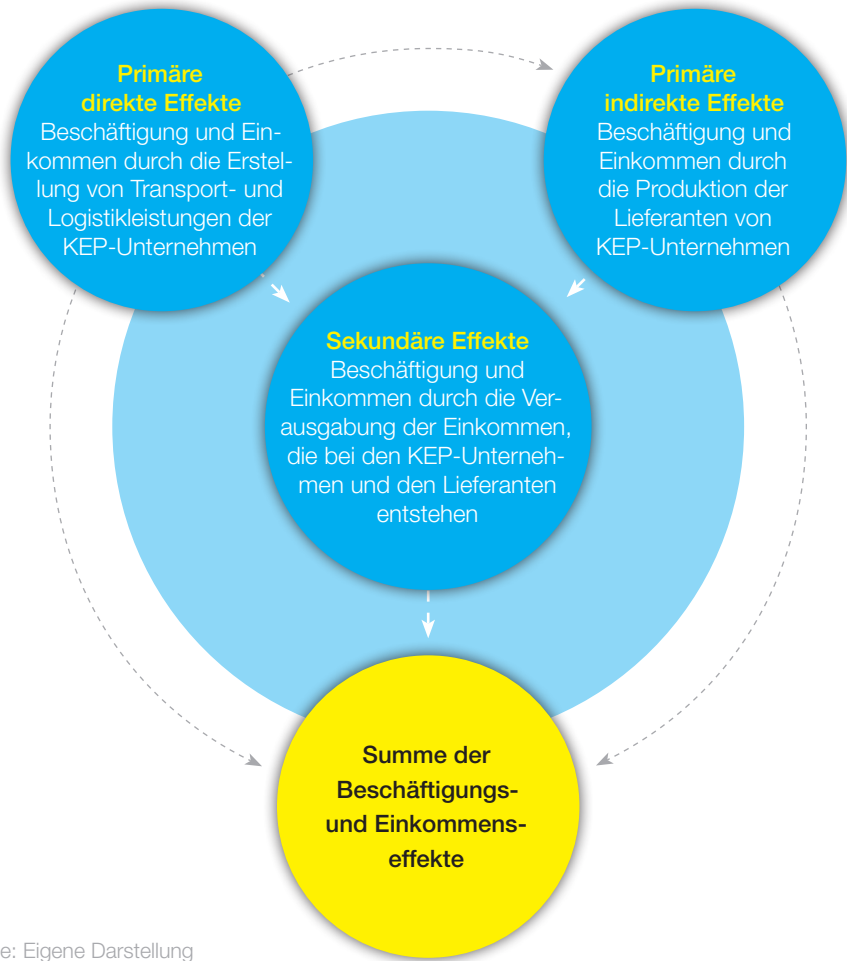 Primäre
direkte Effekte
Beschäftigung und Ein-
kommen durch die Erstel-
lung von Transport- und
Logistikleistungen der
KEP-Unternehmen
Primäre
indirekte Effekte
Beschäftigung und
Einkommen durch
die Produktion der
Lieferanten von
KEP-Unternehmen
Sekundäre Effekte
Beschäftigung und
Einkommen durch die Ver-
ausgabung der Einkommen,
die bei den KEP-Unterneh-
men und den Lieferanten
entstehen
Summe der
Beschäftigungs-
und Einkommens-
effekte
e: Eigene Darstellung